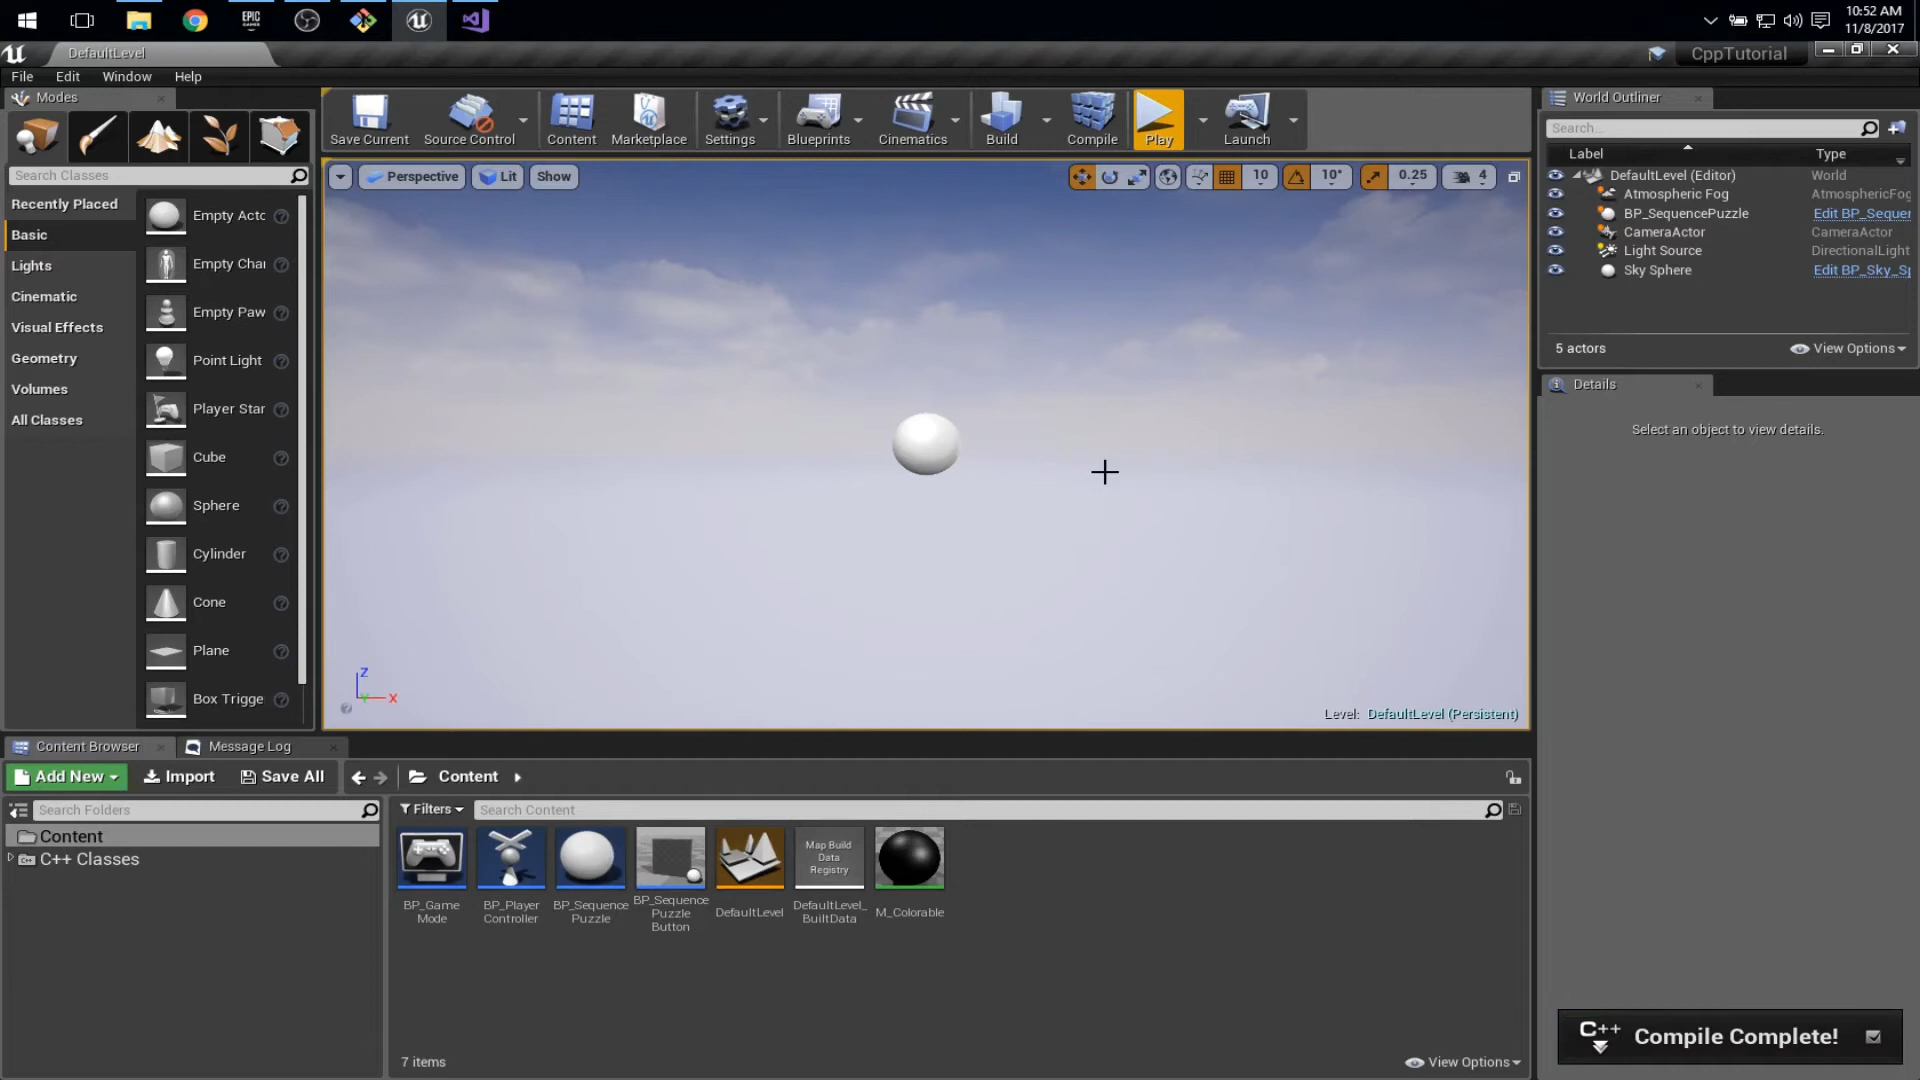 EPIC
GAMES
10:52 AM
11/8/2017
DefaultLevel
CppTutorial
File Edit Window Help
Modes
Save Current
Source Control
Content
Marketplace
Settings
Blueprints
Cinematics
Build
Compile
Play
Launch
World Outliner
Search...
Label
Type
Search Classes
Perspective
Lit
Show
10
10°
0.25
4
DefaultLevel (Editor) World
Atmospheric Fog AtmosphericFog
BP_SequencePuzzle Edit BP_Sequer
CameraActor CameraActor
Light Source DirectionalLight
Sky Sphere Edit BP_Sky_Sp
5 actors
View Options
Details
Select an object to view details.
Recently Placed
Basic
Lights
Cinematic
Visual Effects
Geometry
Volumes
All Classes
Empty Acto
Empty Char
Empty Paw
Point Light
Player Star
Cube
Sphere
Cylinder
Cone
Plane
Box Trigge
Z
Y
X
Level: DefaultLevel (Persistent)
Content Browser
Message Log
Add New
Import
Save All
Content
Search Folders
Filters
Search Content
Content
C++ Classes
Map Build
Data
Registry
BP_Game
Mode
BP_Player
Controller
BP_Sequence
Puzzle
BP_Sequence
Puzzle
Button
DefaultLevel
DefaultLevel_
BuiltData
M_Colorable
7 items
View Options
C++
Compile Complete!